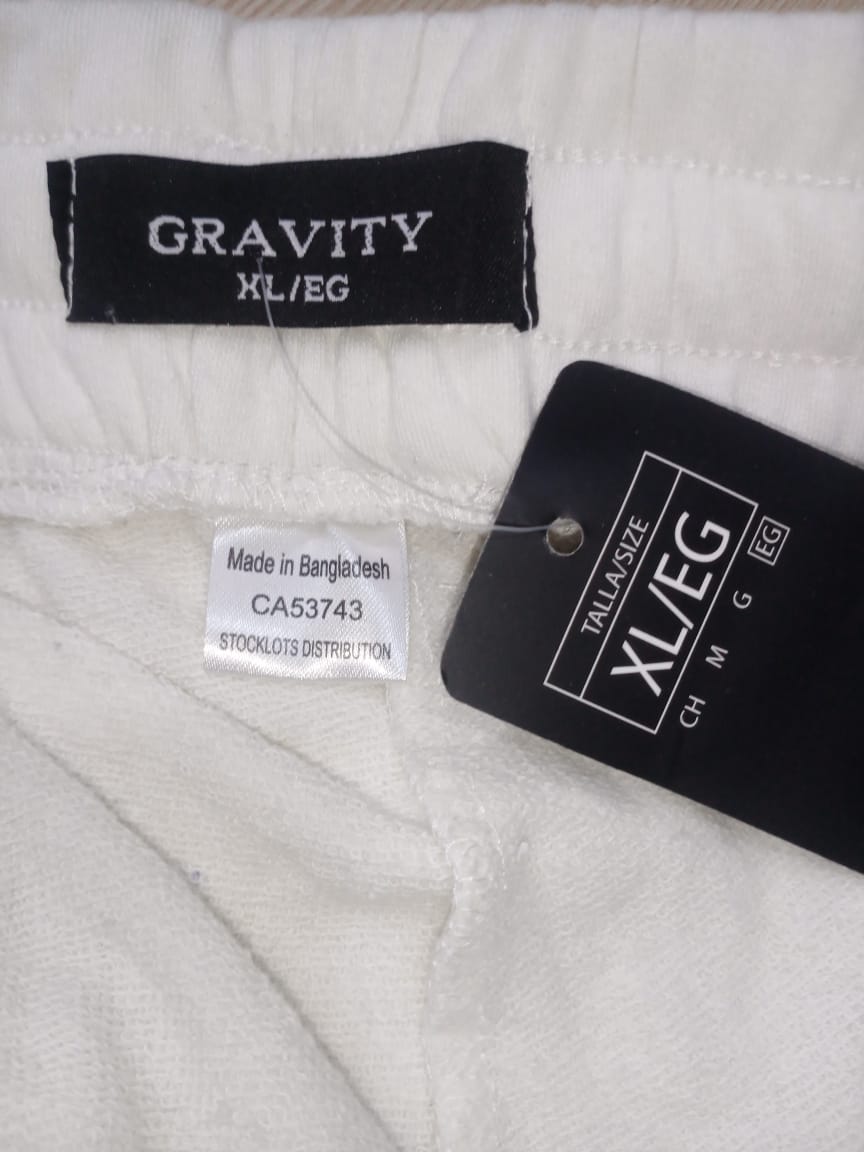 GRAVITY
XL/EG
Made in Bangladesh
CA53743
STOCKLOTS DISTRIBUTION
TALLA/SIZE
XL/EG
CH M G EG